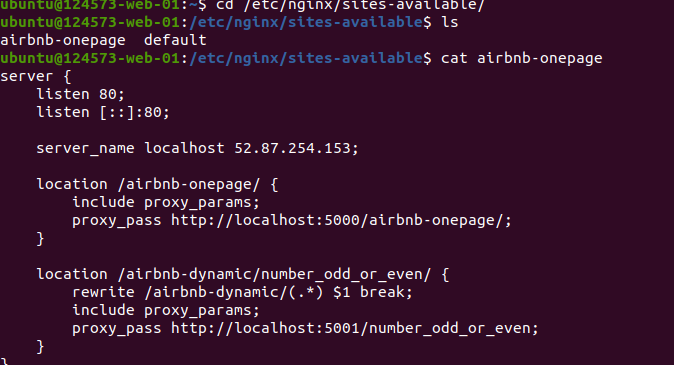 ubuntu@124573-web-01:~$ cd /etc/nginx/sites-available/
ubuntu@124573-web-01:/etc/nginx/sites-available$ ls
airbnb-onepage  default
ubuntu@124573-web-01:/etc/nginx/sites-available$ cat airbnb-onepage
server {
    listen 80;
    listen [::]:80;

    server_name localhost 52.87.254.153;

    location /airbnb-onepage/ {
        include proxy_params;
        proxy_pass http://localhost:5000/airbnb-onepage/;
    }

    location /airbnb-dynamic/number_odd_or_even/ {
        rewrite /airbnb-dynamic/(.*) $1 break;
        include proxy_params;
        proxy_pass http://localhost:5001/number_odd_or_even;
    }
}